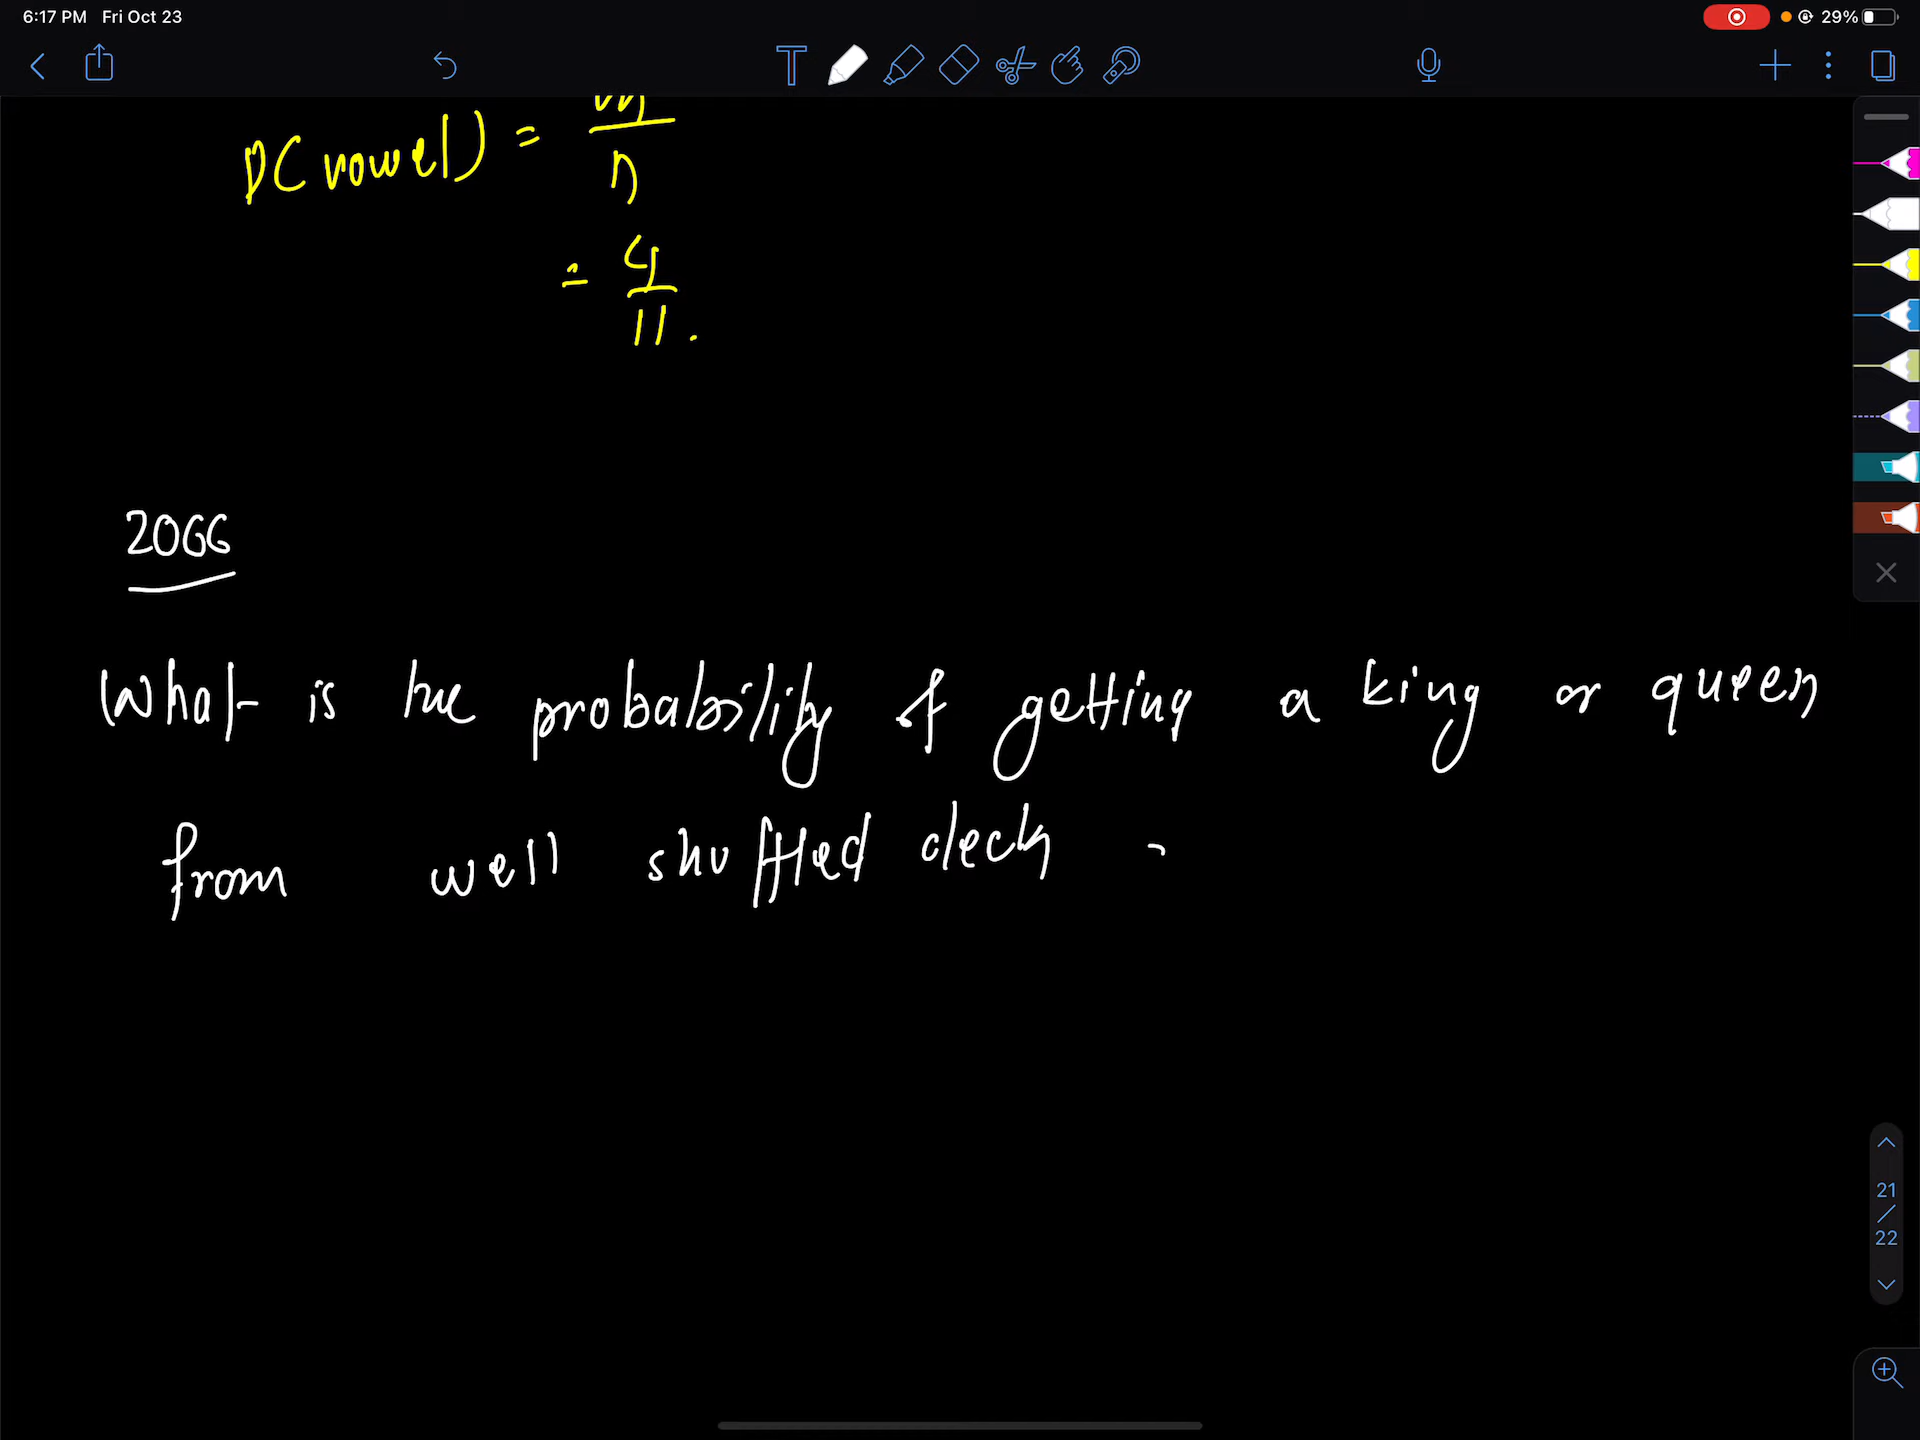 6:17 PM Fri Oct 23
29%
P(vowel) = m/n
= 4/11.
2066
What is the probability of getting a king or queen
from well shuffled deck
21
/
22